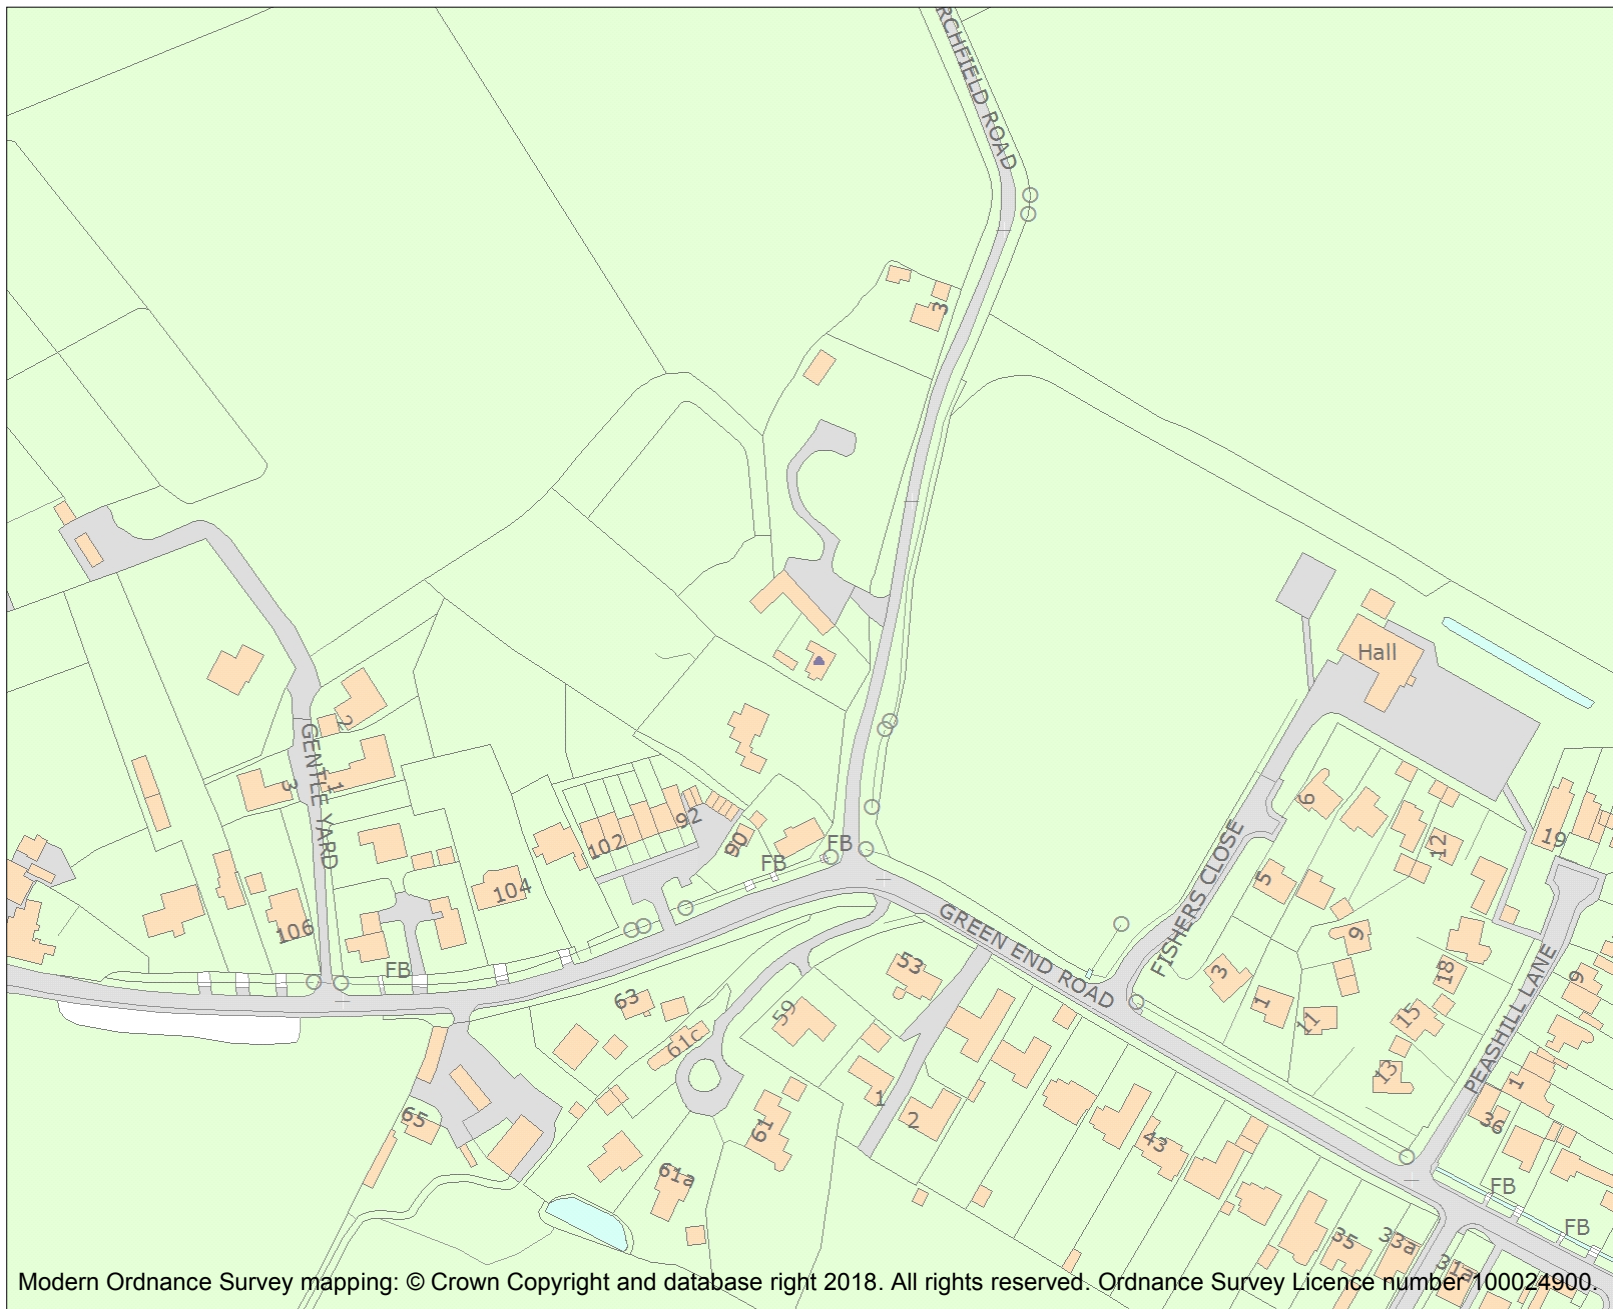 RCHFIELD ROAD
3
Hall
GENTLE YARD
2
3
1
6
102
92
90
FB
FB
12
19
5
104
106
FB
FISHERS CLOSE
GREEN END ROAD
9
3
1
11
18
15
13
PEASHILL LANE
9
1
36
53
63
59
61c
65
61
61a
1
2
43
FB
FB
35
33a
31a
Modern Ordnance Survey mapping: © Crown Copyright and database right 2018. All rights reserved. Ordnance Survey Licence number 100024900.